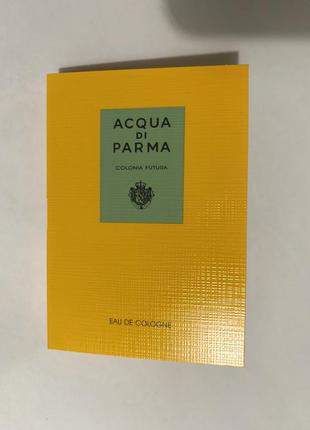 ACQUA
DI
PARMA
COLONIA FUTURA
EAU DE COLOGNE